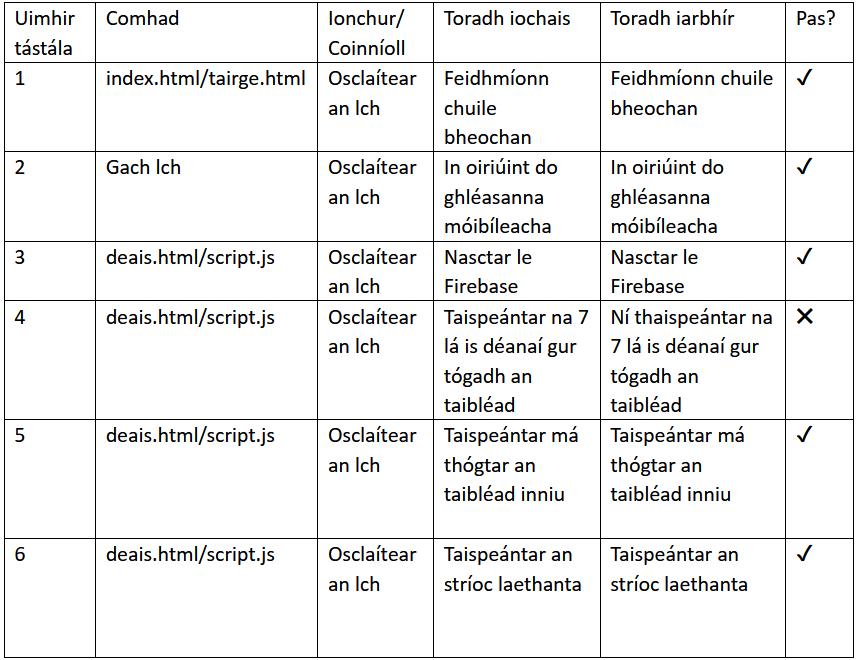 Uimhir tástála | Comhad | Ionchur/ Coinníoll | Toradh iochais | Toradh iarbhír | Pas?
1 | index.html/tairge.html | Osclaítear an lch | Feidhmíonn chuile bheochan | Feidhmíonn chuile bheochan | ✓
2 | Gach lch | Osclaítear an lch | In oiriúint do ghléasanna móibíleacha | In oiriúint do ghléasanna móibíleacha | ✓
3 | deais.html/script.js | Osclaítear an lch | Nasctar le Firebase | Nasctar le Firebase | ✓
4 | deais.html/script.js | Osclaítear an lch | Taispeántar na 7 lá is déanaí gur tógadh an taibléad | Ní thaispeántar na 7 lá is déanaí gur tógadh an taibléad | ✕
5 | deais.html/script.js | Osclaítear an lch | Taispeántar má thógtar an taibléad inniu | Taispeántar má thógtar an taibléad inniu | ✓
6 | deais.html/script.js | Osclaítear an lch | Taispeántar an stríoc laethanta | Taispeántar an stríoc laethanta | ✓